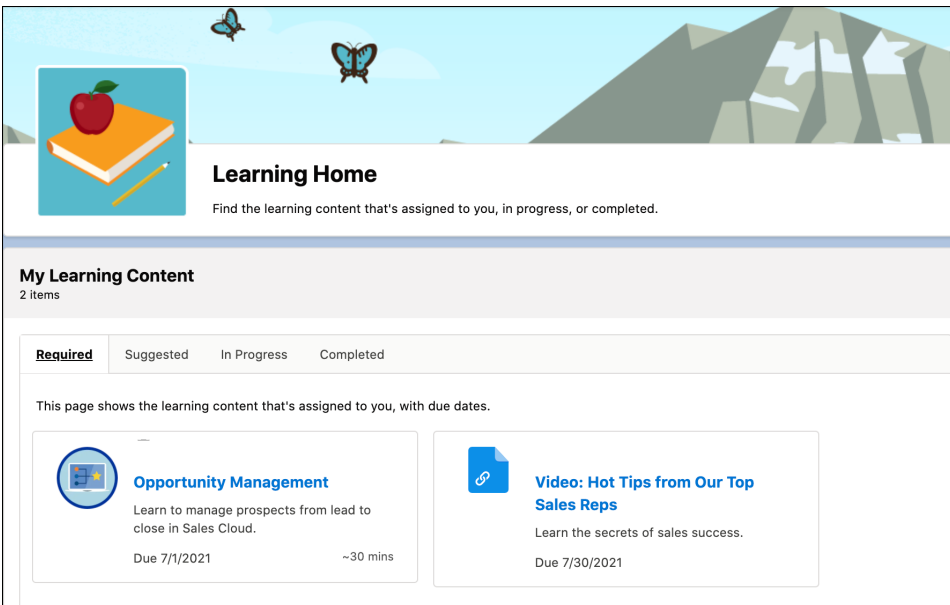 Learning Home
Find the learning content that's assigned to you, in progress, or completed.
My Learning Content
2 items
Required Suggested In Progress Completed
This page shows the learning content that's assigned to you, with due dates.
Opportunity Management
Learn to manage prospects from lead to
close in Sales Cloud.
Due 7/1/2021 ~30 mins
Video: Hot Tips from Our Top
Sales Reps
Learn the secrets of sales success.
Due 7/30/2021